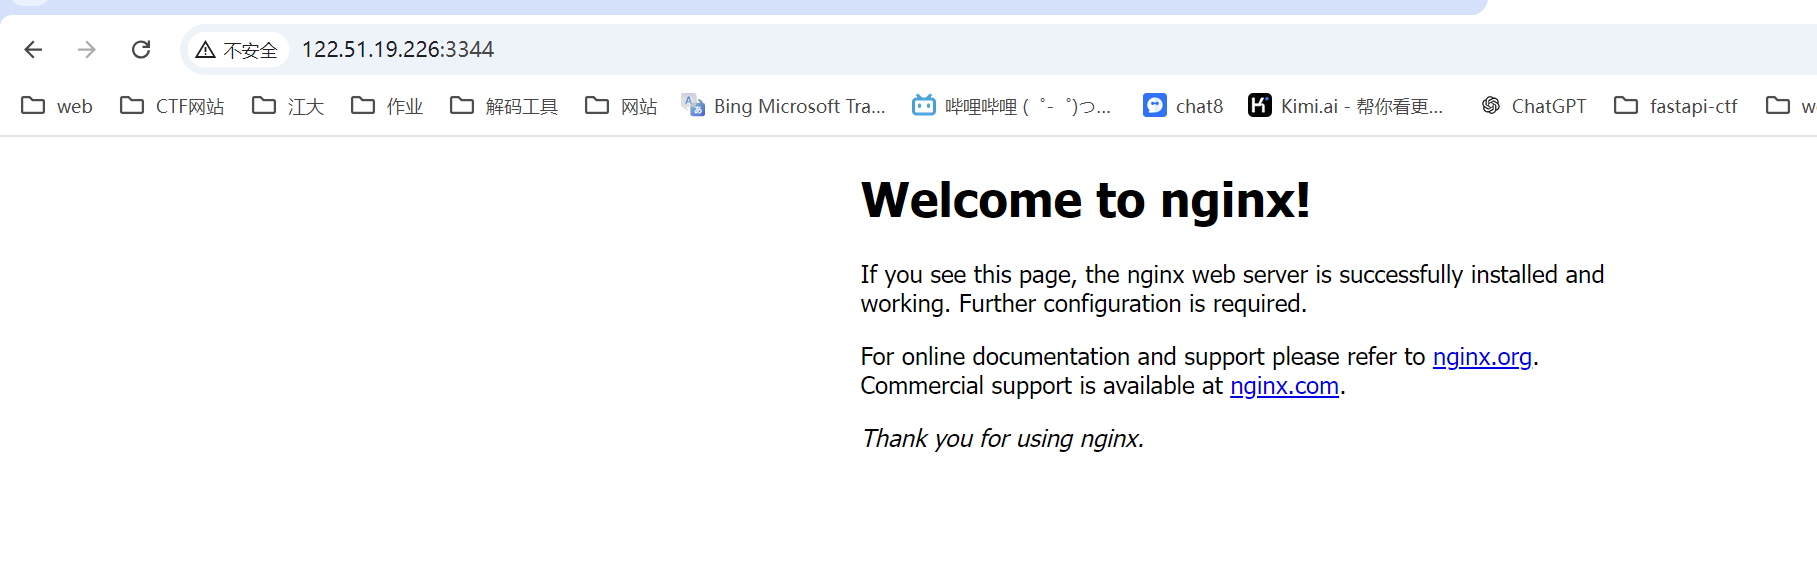 不安全 122.51.19.226:3344
web CTF网站 江大 作业 解码工具 网站 Bing Microsoft Tra... 哔哩哔哩 ( ゜- ゜)つ... chat8 Kimi.ai - 帮你看更... ChatGPT fastapi-ctf w
Welcome to nginx!
If you see this page, the nginx web server is successfully installed and
working. Further configuration is required.
For online documentation and support please refer to nginx.org.
Commercial support is available at nginx.com.
Thank you for using nginx.